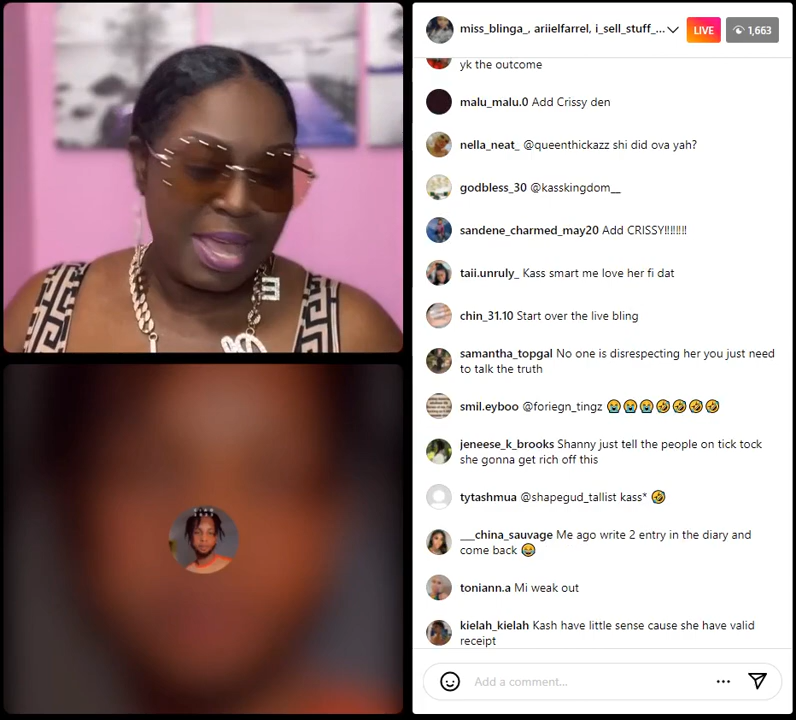 miss_blinga_, ariielfarrel, i_sell_stuff_...
LIVE
1,663
yk the outcome
malu_malu.0 Add Crissy den
nella_neat_ @queenthickazz shi did ova yah?
godbless_30 @kasskingdom__
sandene_charmed_may20 Add CRISSY!!!!!!!!
taii.unruly_ Kass smart me love her fi dat
chin_31.10 Start over the live bling
samantha_topgal No one is disrespecting her you just need
to talk the truth
smil.eyboo @foriegn_tingz 😭😭😭🤣🤣🤣🤣
jeneese_k_brooks Shanny just tell the people on tick tock
she gonna get rich off this
tytashmua @shapegud_tallist kass* 🤣
___china_sauvage Me ago write 2 entry in the diary and
come back 😂
toniann.a Mi weak out
kielah_kielah Kash have little sense cause she have valid
receipt
Add a comment...